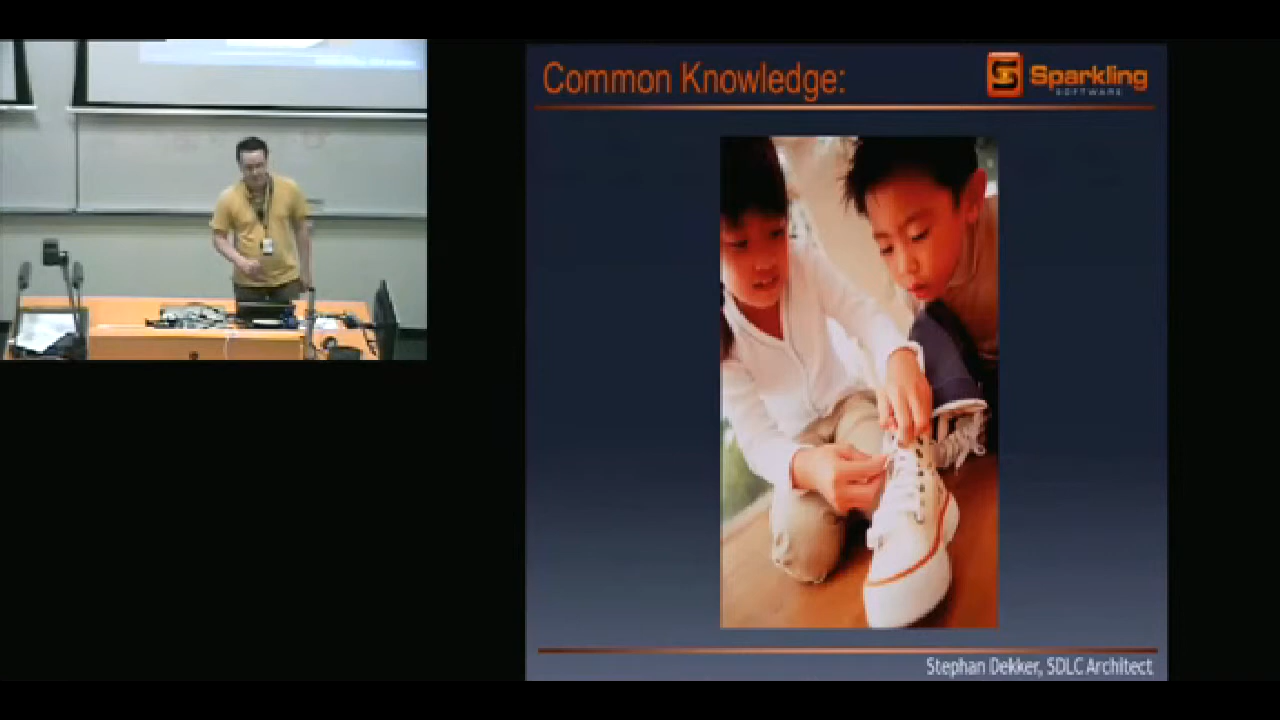 Common Knowledge:
Sparkling
SOFTWARE
Stephan Dekker, SDLC Architect